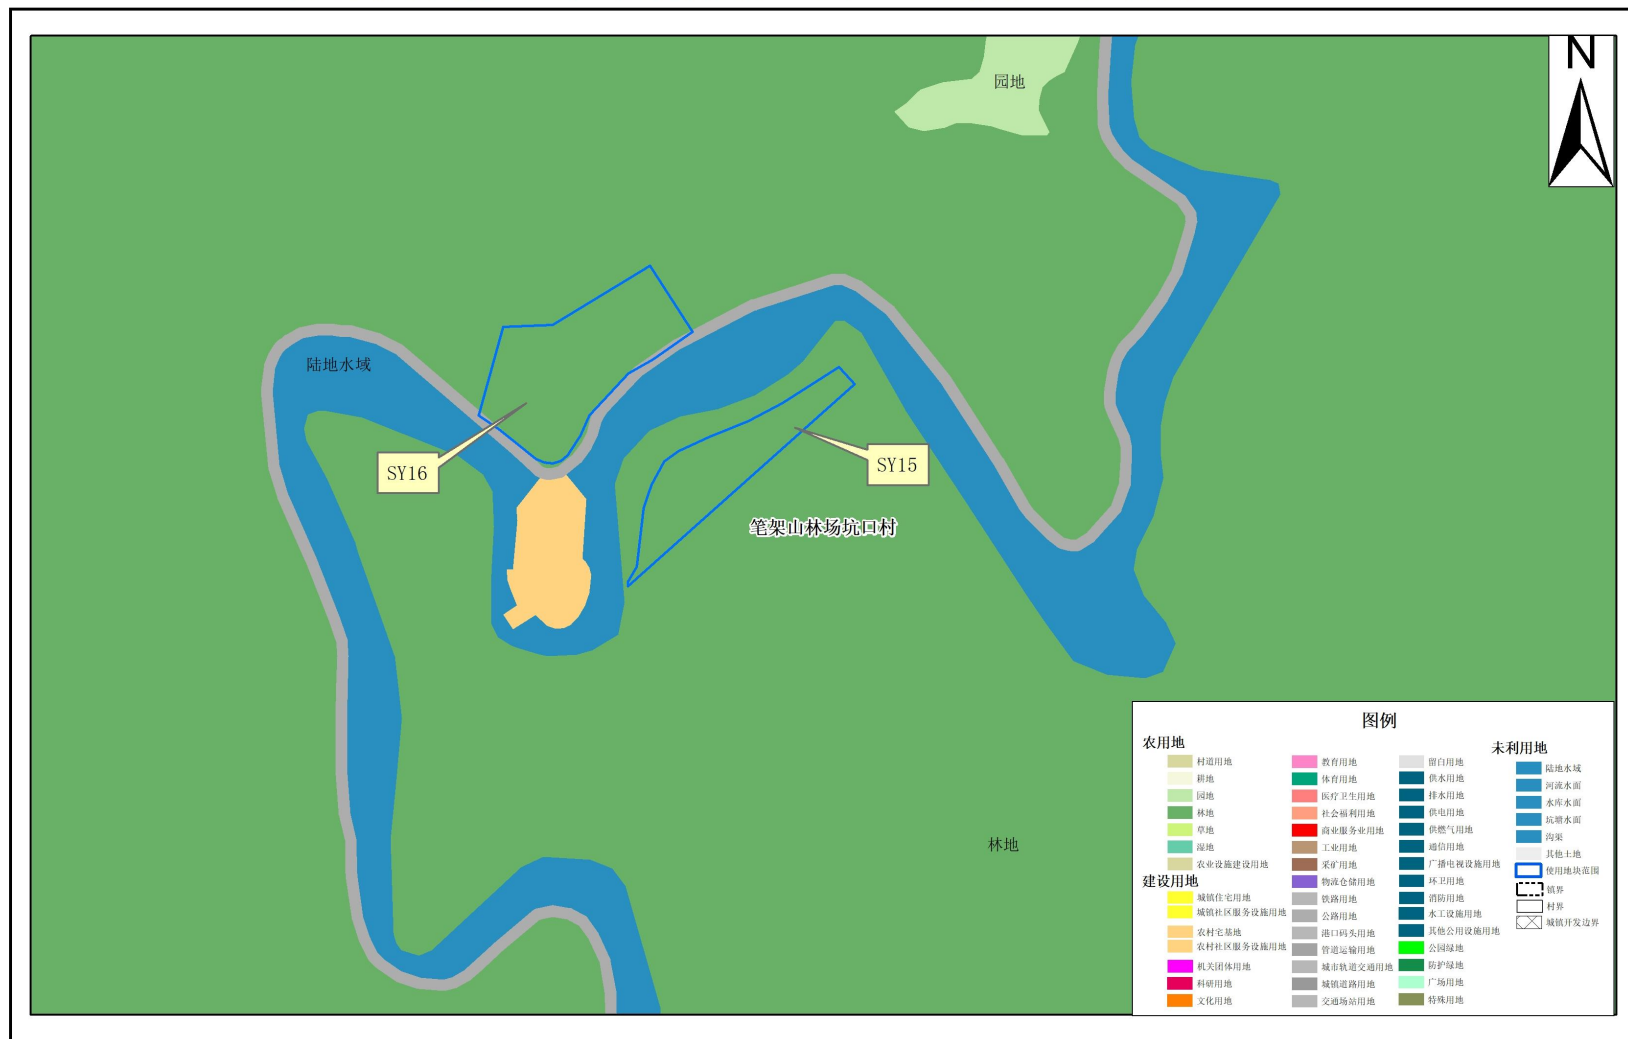 N
园地
陆地水域
SY16
SY15
笔架山林场坑口村
林地
图例
农用地
村道用地
耕地
园地
林地
草地
湿地
农业设施建设用地
建设用地
城镇住宅用地
城镇社区服务设施用地
农村宅基地
农村社区服务设施用地
机关团体用地
科研用地
文化用地
教育用地
体育用地
医疗卫生用地
社会福利用地
商业服务业用地
工业用地
采矿用地
物流仓储用地
铁路用地
公路用地
港口码头用地
管道运输用地
城市轨道交通用地
城镇道路用地
交通场站用地
留白用地
供水用地
排水用地
供电用地
供燃气用地
通信用地
广播电视设施用地
环卫用地
消防用地
水工设施用地
其他公用设施用地
公园绿地
防护绿地
广场用地
特殊用地
未利用地
陆地水域
河流水面
水库水面
坑塘水面
沟渠
其他土地
使用地块范围
镇界
村界
城镇开发边界